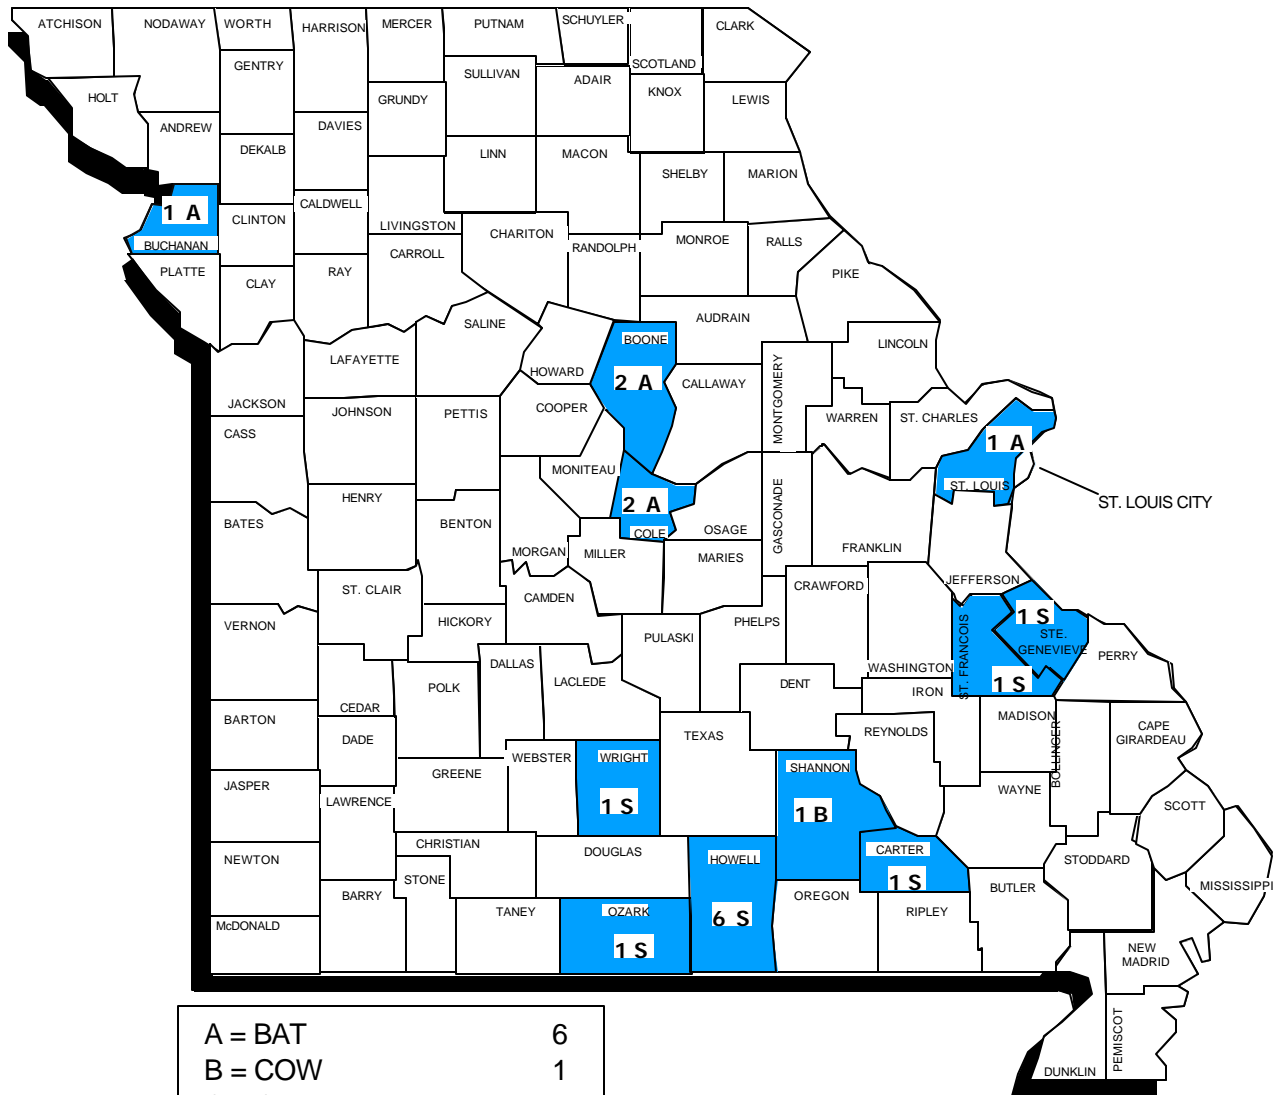 ATCHISON
NODAWAY
WORTH
HARRISON
MERCER
PUTNAM
SCHUYLER
SCOTLAND
CLARK
GENTRY
SULLIVAN
ADAIR
KNOX
LEWIS
HOLT
GRUNDY
ANDREW
DAVIES
DEKALB
LINN
MACON
SHELBY
MARION
1 A
BUCHANAN
CLINTON
CALDWELL
LIVINGSTON
CHARITON
RANDOLPH
MONROE
RALLS
PLATTE
CLAY
RAY
CARROLL
PIKE
SALINE
AUDRAIN
BOONE
LINCOLN
LAFAYETTE
HOWARD
2 A
CALLAWAY
MONTGOMERY
JACKSON
JOHNSON
PETTIS
COOPER
WARREN
ST. CHARLES
CASS
1 A
MONITEAU
ST. LOUIS
HENRY
2 A
ST. LOUIS CITY
BATES
BENTON
COLE
OSAGE
GASCONADE
MORGAN
MILLER
MARIES
FRANKLIN
ST. CLAIR
CAMDEN
CRAWFORD
JEFFERSON
VERNON
HICKORY
PULASKI
PHELPS
1 S
STE.
GENEVIEVE
ST. FRANCOIS
PERRY
DALLAS
WASHINGTON
POLK
LACLEDE
DENT
IRON
1 S
CEDAR
BARTON
DADE
TEXAS
REYNOLDS
MADISON
BOLLINGER
CAPE
GIRARDEAU
WEBSTER
WRIGHT
SHANNON
JASPER
GREENE
LAWRENCE
1 S
1 B
WAYNE
SCOTT
CHRISTIAN
DOUGLAS
HOWELL
CARTER
NEWTON
STODDARD
STONE
1 S
BARRY
OREGON
BUTLER
MISSISSIPPI
McDONALD
TANEY
OZARK
6 S
RIPLEY
1 S
NEW
MADRID
PEMISCOT
DUNKLIN
A = BAT 6
B = COW 1